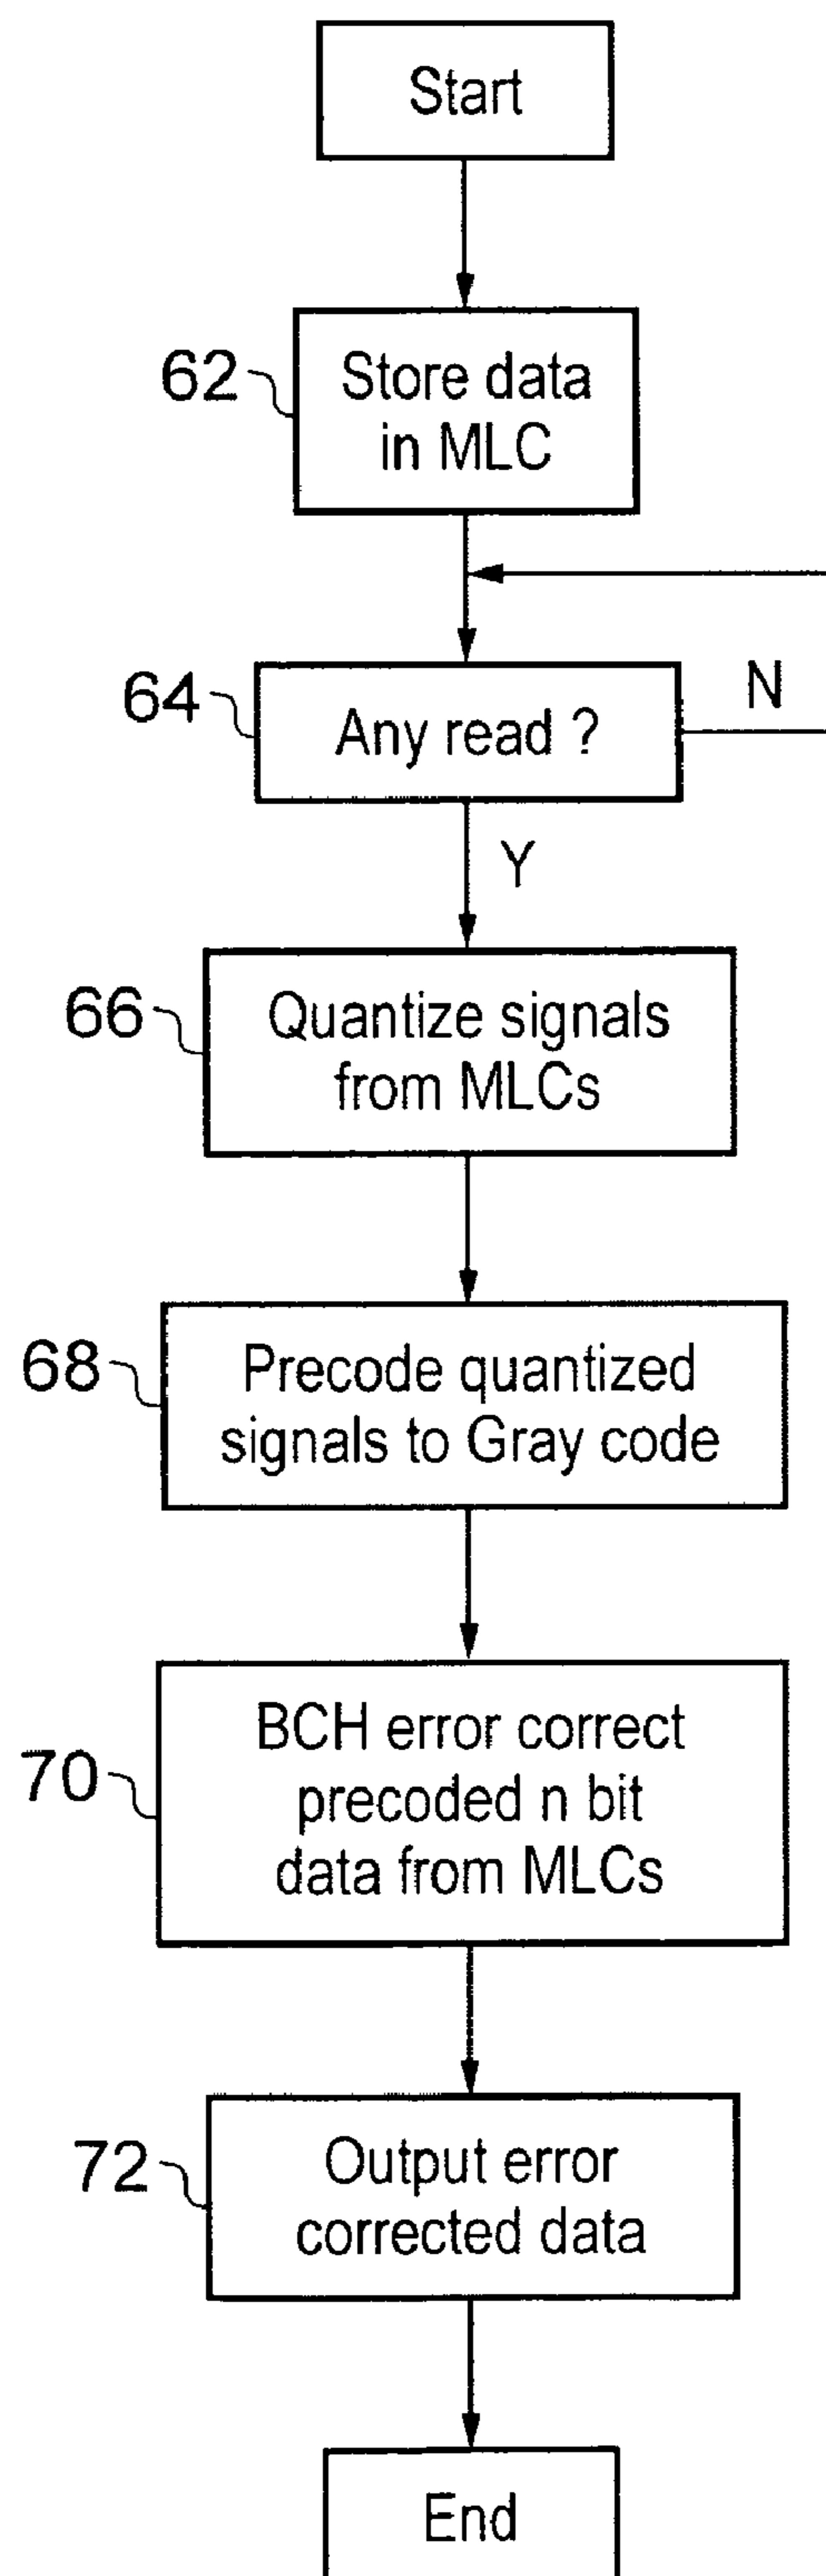 Start
62
Store data
in MLC
64
Any read ?
N
Y
66
Quantize signals
from MLCs
68
Precode quantized
signals to Gray code
70
BCH error correct
precoded n bit
data from MLCs
72
Output error
corrected data
End